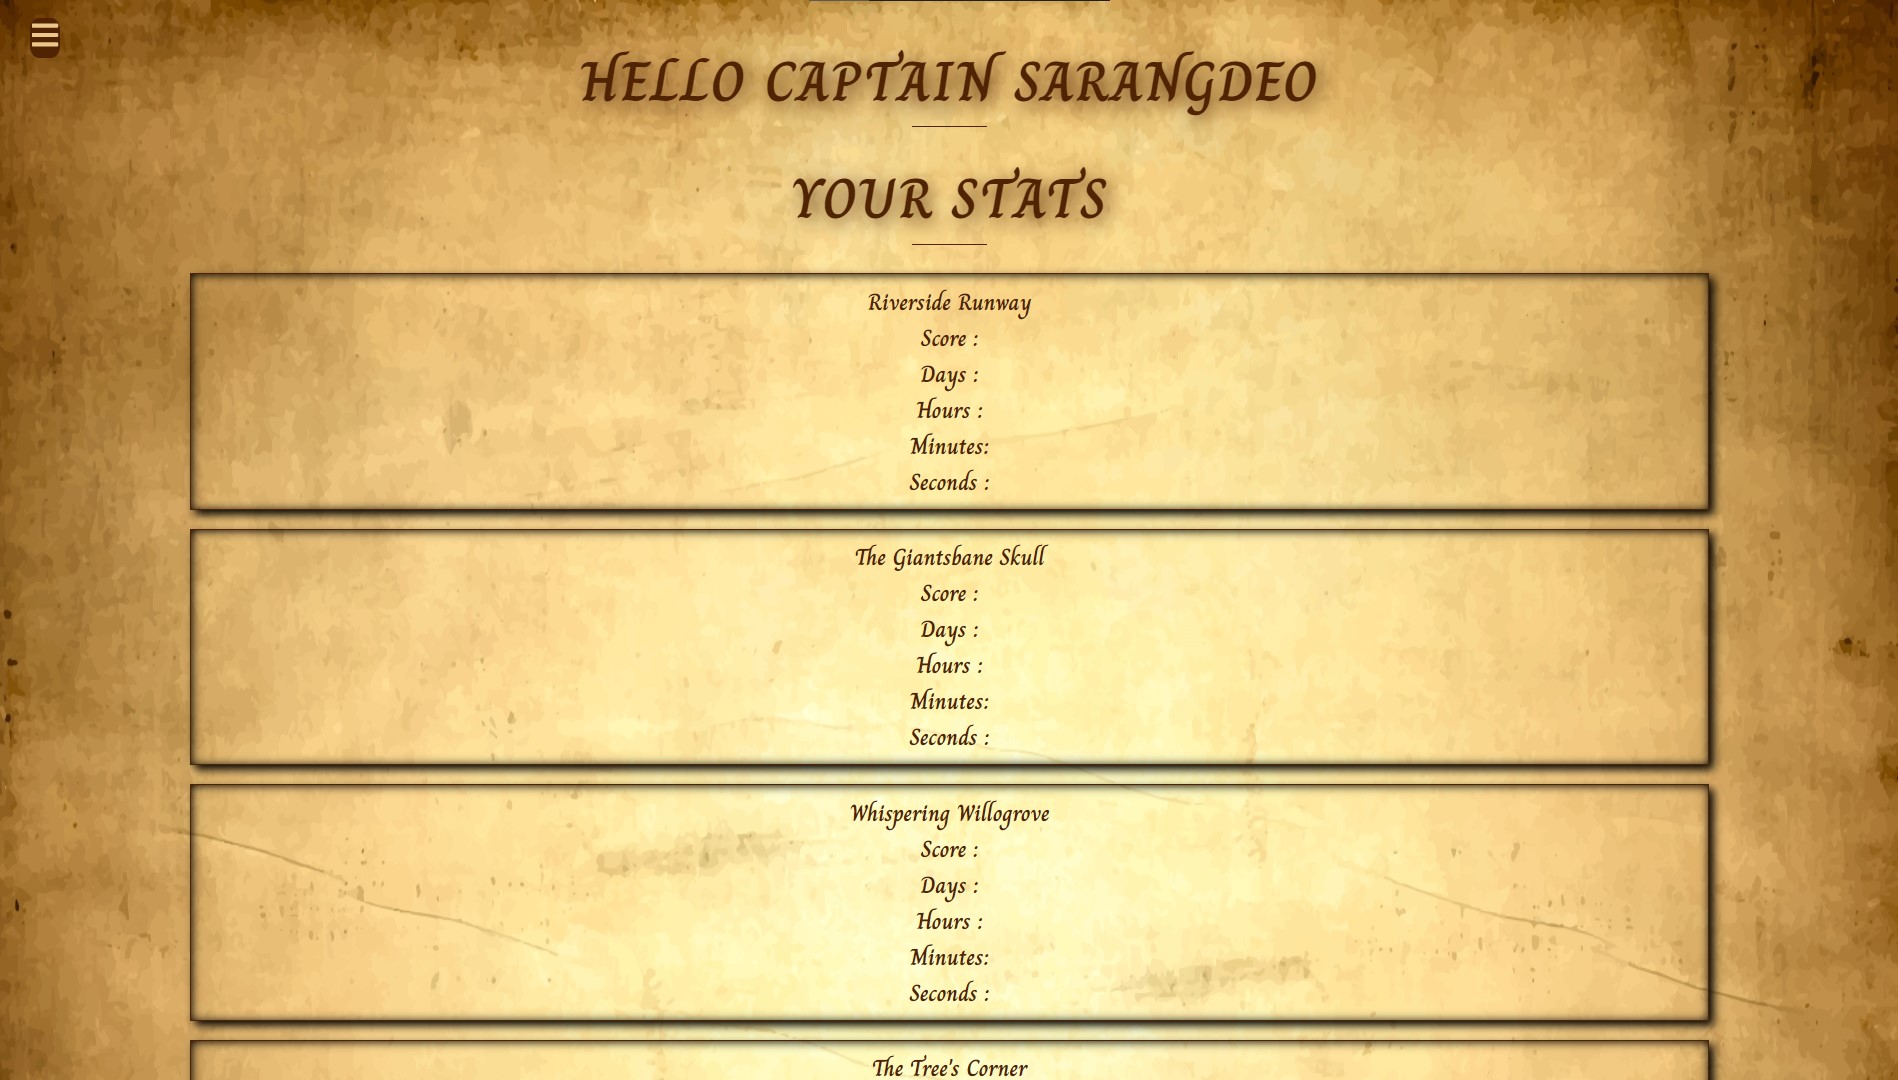 HELLO CAPTAIN SARANGDEO
YOUR STATS
Riverside Runway
Score :
Days :
Hours :
Minutes:
Seconds :
The Giantsbane Skull
Score :
Days :
Hours :
Minutes:
Seconds :
Whispering Willogrove
Score :
Days :
Hours :
Minutes:
Seconds :
The Tree's Corner